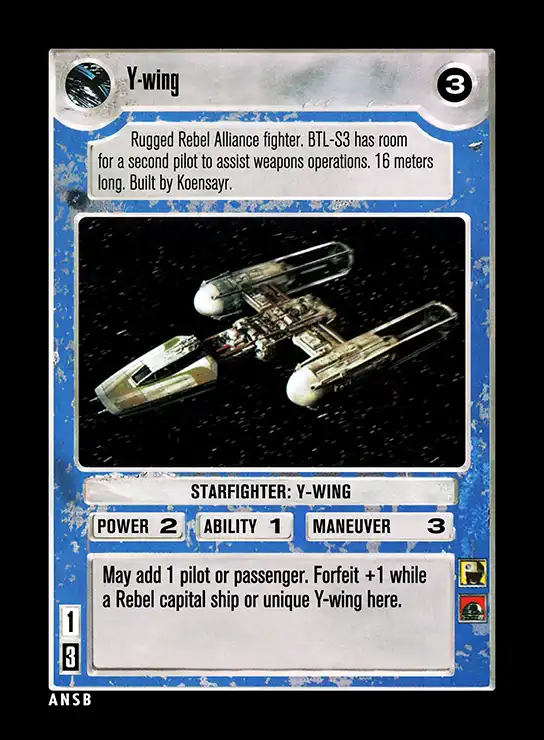 Y-wing
3
Rugged Rebel Alliance fighter. BTL-S3 has room
for a second pilot to assist weapons operations. 16 meters
long. Built by Koensayr.
STARFIGHTER: Y-WING
POWER 2 ABILITY 1 MANEUVER 3
May add 1 pilot or passenger. Forfeit +1 while
a Rebel capital ship or unique Y-wing here.
1
3
ANSB